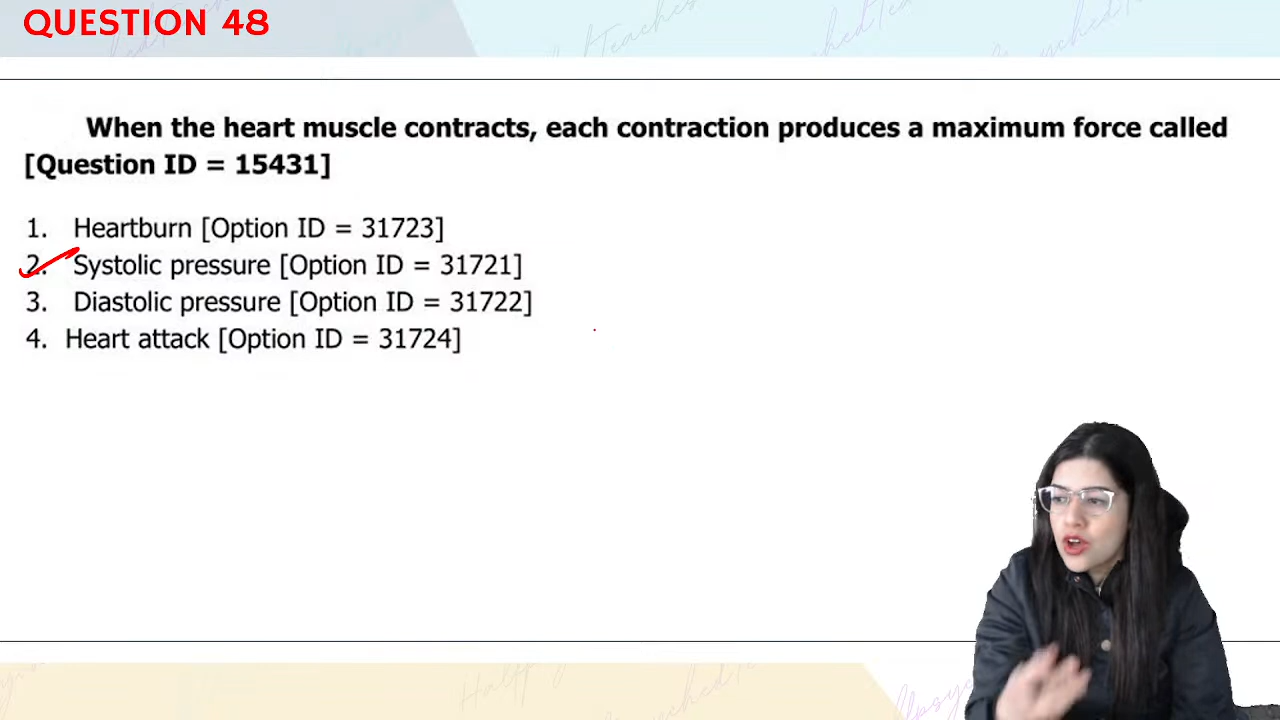 QUESTION 48
When the heart muscle contracts, each contraction produces a maximum force called
[Question ID = 15431]
1. Heartburn [Option ID = 31723]
2. Systolic pressure [Option ID = 31721]
3. Diastolic pressure [Option ID = 31722]
4. Heart attack [Option ID = 31724]